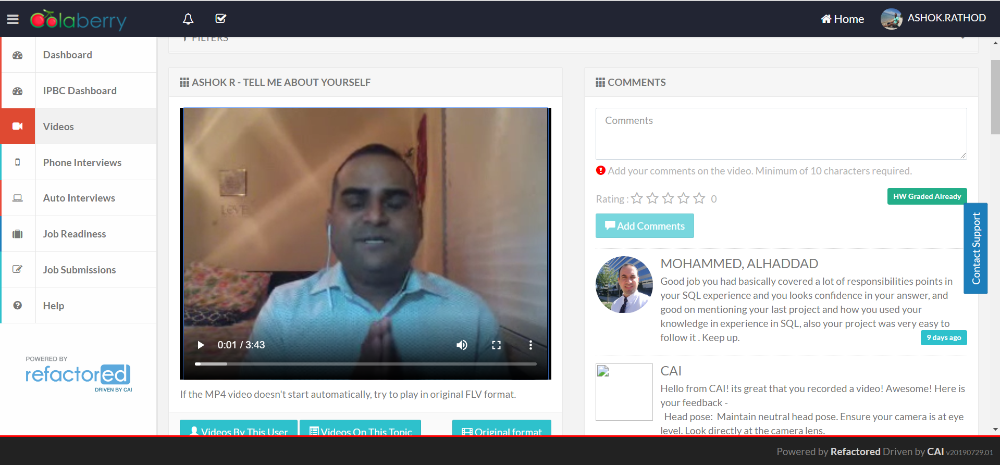 Colaberry
Home
ASHOK.RATHOD
FILTERS
Dashboard
IPBC Dashboard
Videos
Phone Interviews
Auto Interviews
Job Readiness
Job Submissions
Help
POWERED BY
refactored
DRIVEN BY CAI
ASHOK R - TELL ME ABOUT YOURSELF
LOVE
0:01 / 3:43
If the MP4 video doesn't start automatically, try to play in original FLV format.
Videos By This User
Videos On This Topic
Original format
COMMENTS
Comments
Add your comments on the video. Minimum of 10 characters required.
Rating : 0
HW Graded Already
Add Comments
Contact Support
MOHAMMED, ALHADDAD
Good job you had basically covered a lot of responsibilities points in
your SQL experience and you looks confidence in your answer, and
good on mentioning your last project and how you used your
knowledge in experience in SQL, also your project was very easy to
follow it . Keep up.
9 days ago
CAI
Hello from CAI! its great that you recorded a video! Awesome! Here is
your feedback -
Head pose: Maintain neutral head pose. Ensure your camera is at eye
level. Look directly at the camera lens.
Powered by Refactored Driven by CAI v20190729.01